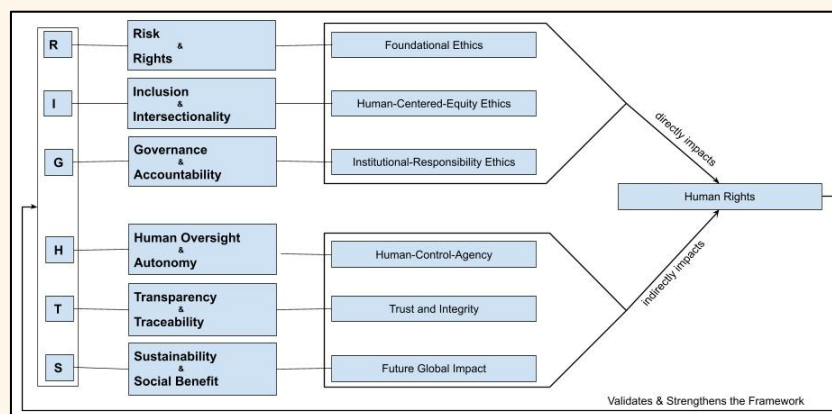 R
Risk
&
Rights
Foundational Ethics
I
Inclusion
&
Intersectionality
Human-Centered-Equity Ethics
G
Governance
&
Accountability
Institutional-Responsibility Ethics
directly impacts
Human Rights
H
Human Oversight
&
Autonomy
Human-Control-Agency
indirectly impacts
T
Transparency
&
Traceability
Trust and Integrity
S
Sustainability
&
Social Benefit
Future Global Impact
Validates & Strengthens the Framework